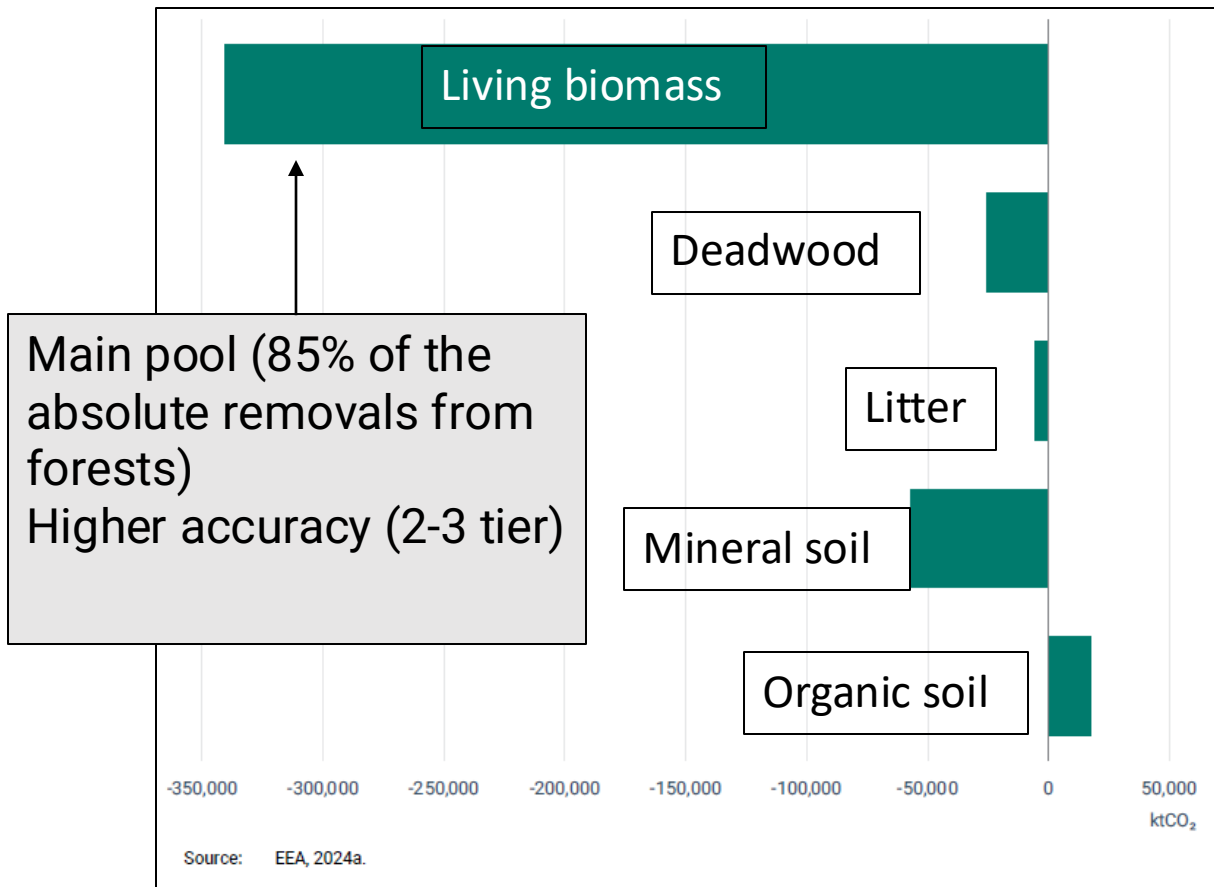 Living biomass
Deadwood
Main pool (85% of the
absolute removals from
forests)
Higher accuracy (2-3 tier)
Litter
Mineral soil
Organic soil
-350,000 -300,000 -250,000 -200,000 -150,000 -100,000 -50,000 0 50,000
ktCO₂
Source: EEA, 2024a.